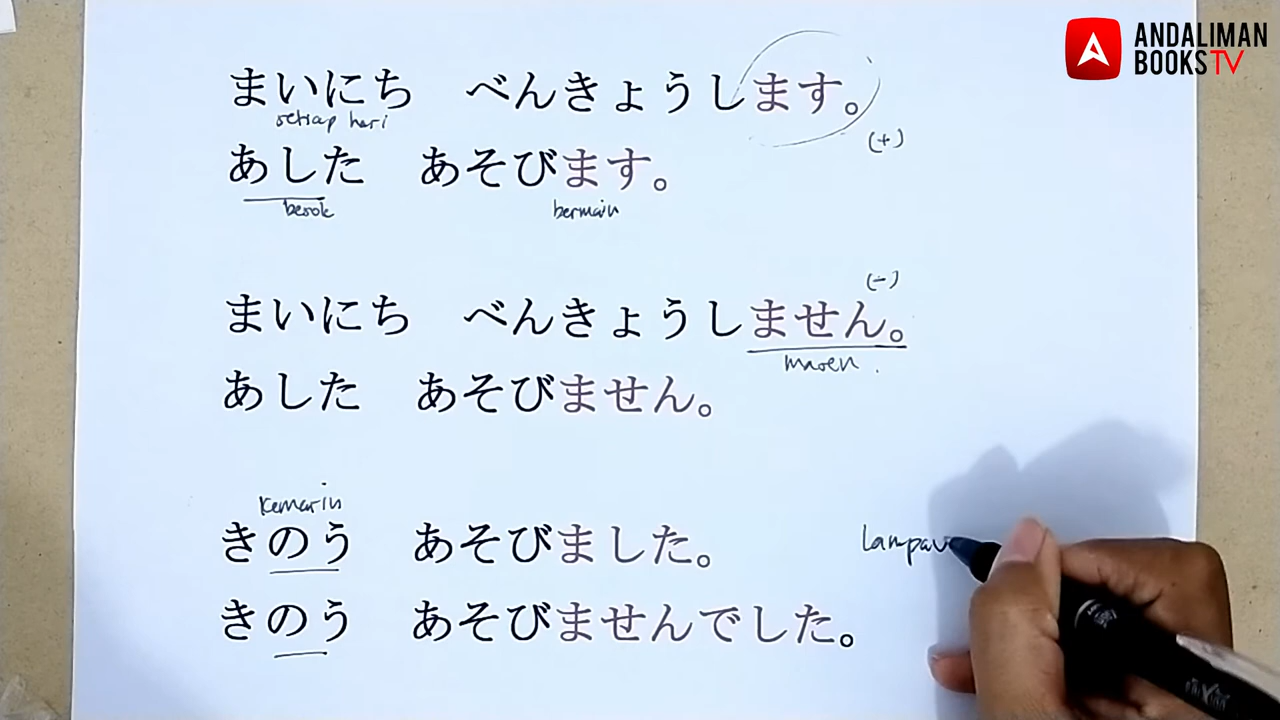 ANDALIMAN
BOOKSTV
まいにち べんきょうします。
setiap hari
(+)
あした あそびます。
besok bermain
(-)
まいにち べんきょうしません。
masen.
あした あそびません。
kemarin
きのう あそびました。
lampau
きのう あそびませんでした。